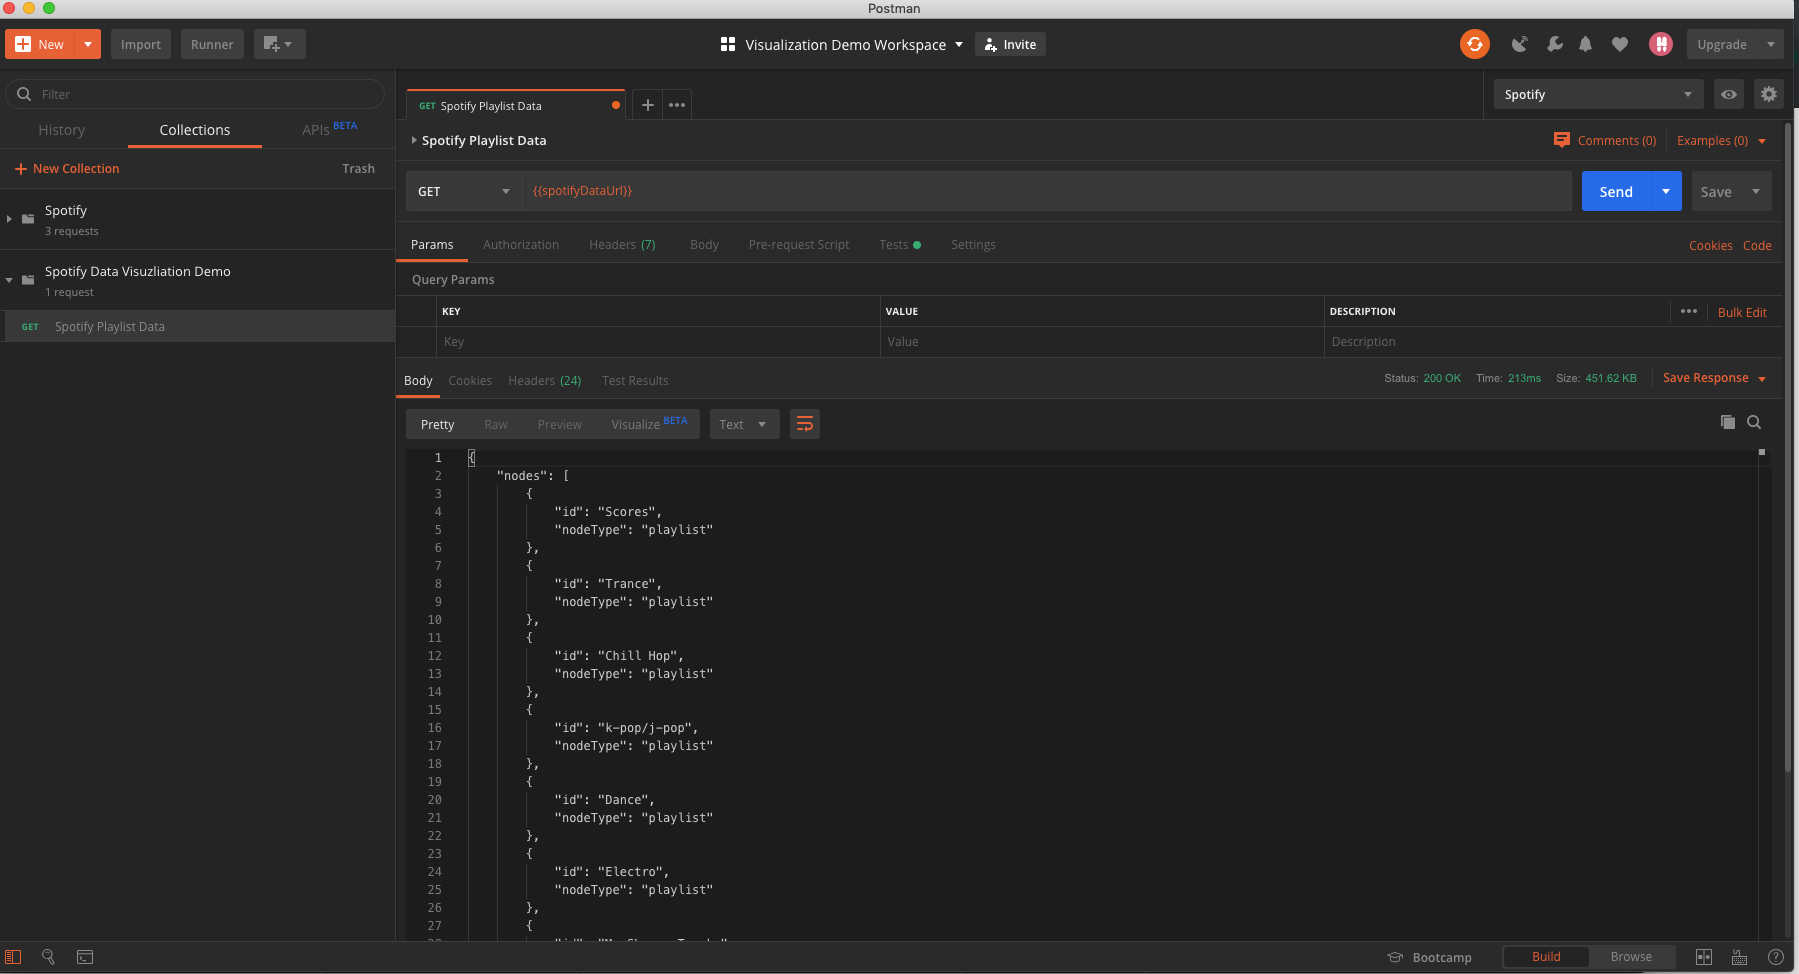 Postman
New
Import
Runner
Visualization Demo Workspace
Invite
Upgrade
Filter
History
Collections
APIs BETA
New Collection
Trash
Spotify
3 requests
Spotify Data Visuzliation Demo
1 request
GET Spotify Playlist Data
GET Spotify Playlist Data
Spotify
Spotify Playlist Data
Comments (0)
Examples (0)
GET
{{spotifyDataUrl}}
Send
Save
Params
Authorization
Headers (7)
Body
Pre-request Script
Tests
Settings
Cookies
Code
Query Params
KEY
VALUE
DESCRIPTION
Bulk Edit
Key
Value
Description
Body
Cookies
Headers (24)
Test Results
Status: 200 OK
Time: 213ms
Size: 451.62 KB
Save Response
Pretty
Raw
Preview
Visualize BETA
Text
1 {
2 "nodes": [
3 {
4 "id": "Scores",
5 "nodeType": "playlist"
6 },
7 {
8 "id": "Trance",
9 "nodeType": "playlist"
10 },
11 {
12 "id": "Chill Hop",
13 "nodeType": "playlist"
14 },
15 {
16 "id": "k-pop/j-pop",
17 "nodeType": "playlist"
18 },
19 {
20 "id": "Dance",
21 "nodeType": "playlist"
22 },
23 {
24 "id": "Electro",
25 "nodeType": "playlist"
26 },
27 {
Bootcamp
Build
Browse